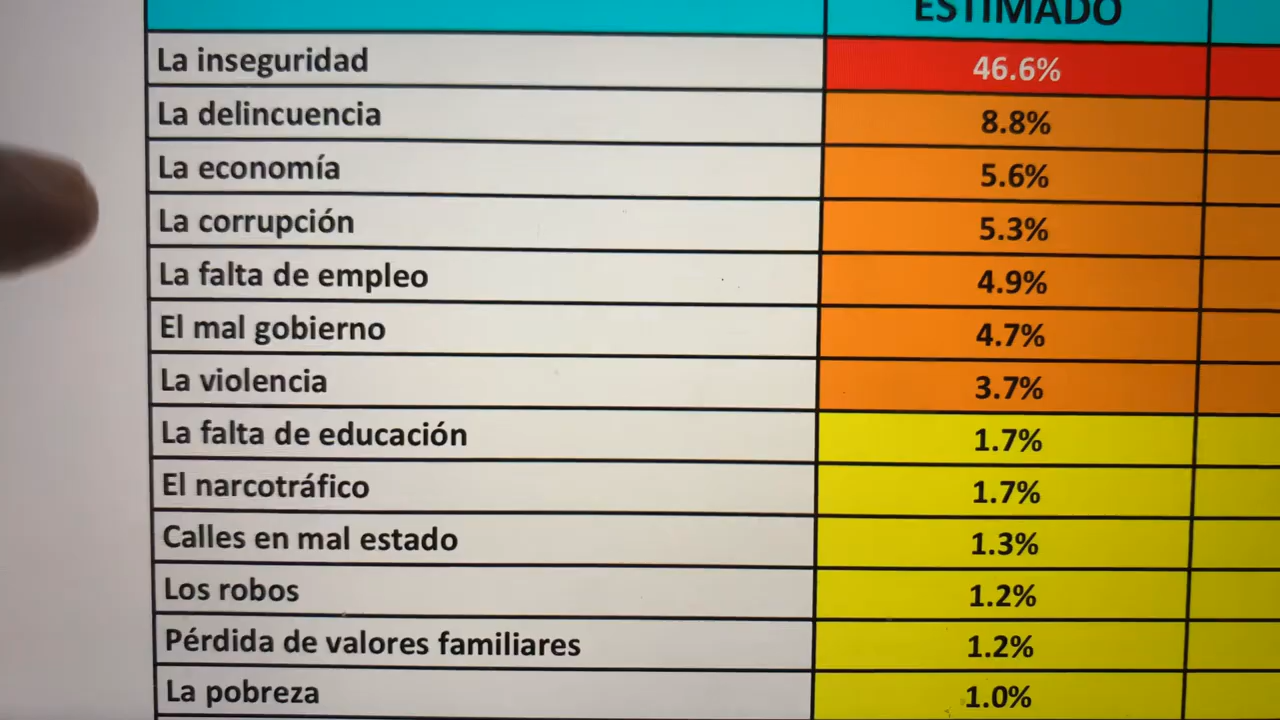 ESTIMADO
La inseguridad 46.6%
La delincuencia 8.8%
La economía 5.6%
La corrupción 5.3%
La falta de empleo 4.9%
El mal gobierno 4.7%
La violencia 3.7%
La falta de educación 1.7%
El narcotráfico 1.7%
Calles en mal estado 1.3%
Los robos 1.2%
Pérdida de valores familiares 1.2%
La pobreza 1.0%